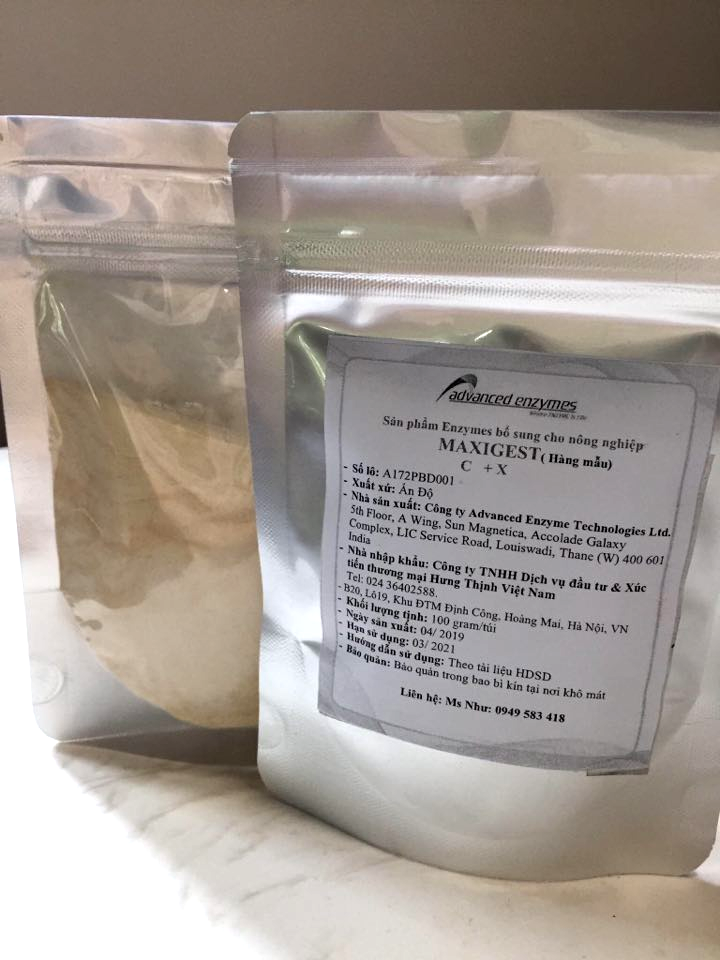 advanced enzymes
Where ENZYME is Life
Sản phẩm Enzymes bổ sung cho nông nghiệp
MAXIGEST( Hàng mẫu)
C + X
- Số lô: A172PBD001
- Xuất xứ: Ấn Độ
- Nhà sản xuất: Công ty Advanced Enzyme Technologies Ltd.
5th Floor, A Wing, Sun Magnetica, Accolade Galaxy
Complex, LIC Service Road, Louiswadi, Thane (W) 400 601
India
- Nhà nhập khẩu: Công ty TNHH Dịch vụ đầu tư & Xúc
tiến thương mại Hưng Thịnh Việt Nam
Tel: 024 36402588.
- B20, Lô19, Khu ĐTM Định Công, Hoàng Mai, Hà Nội, VN
- Khối lượng tịnh: 100 gram/túi
- Ngày sản xuất: 04/ 2019
- Hạn sử dụng: 03/ 2021
- Hướng dẫn sử dụng: Theo tài liệu HDSD
- Bảo quản: Bảo quản trong bao bì kín tại nơi khô mát
Liên hệ: Ms Như: 0949 583 418